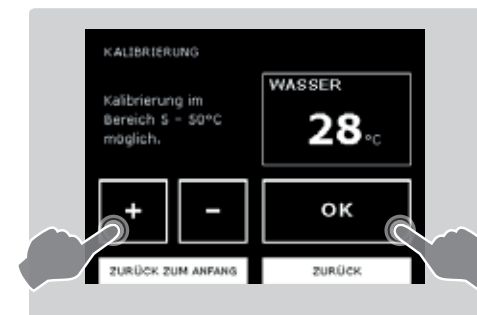 KALIBRIERUNG
Kalibrierung im
Bereich 5 – 50°C
möglich.
WASSER
28 °C
+ – OK
ZURÜCK ZUM ANFANG ZURÜCK